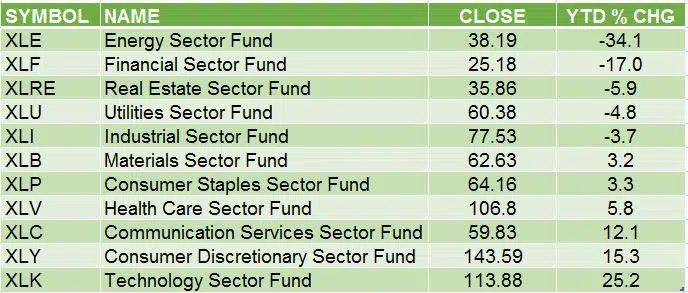 SYMBOL NAME CLOSE YTD % CHG
XLE Energy Sector Fund 38.19 -34.1
XLF Financial Sector Fund 25.18 -17.0
XLRE Real Estate Sector Fund 35.86 -5.9
XLU Utilities Sector Fund 60.38 -4.8
XLI Industrial Sector Fund 77.53 -3.7
XLB Materials Sector Fund 62.63 3.2
XLP Consumer Staples Sector Fund 64.16 3.3
XLV Health Care Sector Fund 106.8 5.8
XLC Communication Services Sector Fund 59.83 12.1
XLY Consumer Discretionary Sector Fund 143.59 15.3
XLK Technology Sector Fund 113.88 25.2